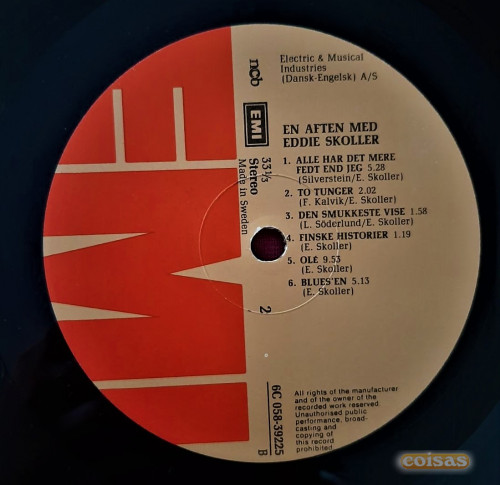 Electric & Musical
Industries
(Dansk-Engelsk) A/S
ncb
EMI
33⅓
Stereo
Made in Sweden
EN AFTEN MED
EDDIE SKOLLER
1. ALLE HAR DET MERE
FEDT END JEG 5.28
(Silverstein/E. Skoller)
2. TO TUNGER 2.02
(F. Kalvik/E. Skoller)
3. DEN SMUKKESTE VISE 1.58
(L. Söderlund/E. Skoller)
4. FINSKE HISTORIER 1.19
(E. Skoller)
5. OLÉ 9.53
(E. Skoller)
6. BLUES'EN 5.13
(E. Skoller)
2
6C 058-39225
B
All rights of the manufacturer
and of the owner of the
recorded work reserved.
Unauthorised public
performance, broad-
casting and
copying of
this record
prohibited.
EMI
coisas